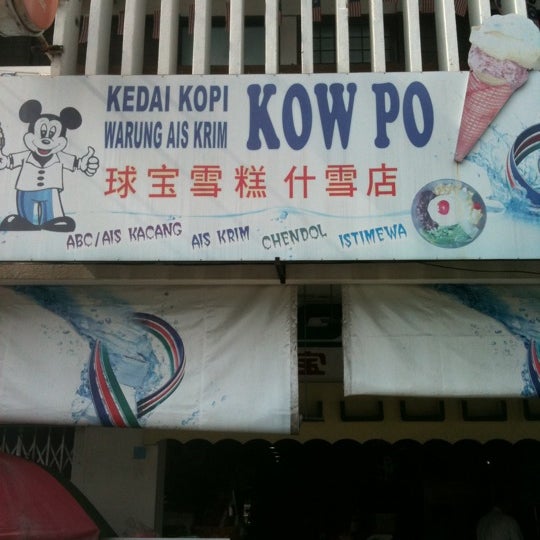 KEDAI KOPI
WARUNG AIS KRIM
KOW PO
球宝雪糕 什雪店
ABC/AIS KACANG AIS KRIM CHENDOL ISTIMEWA
宝